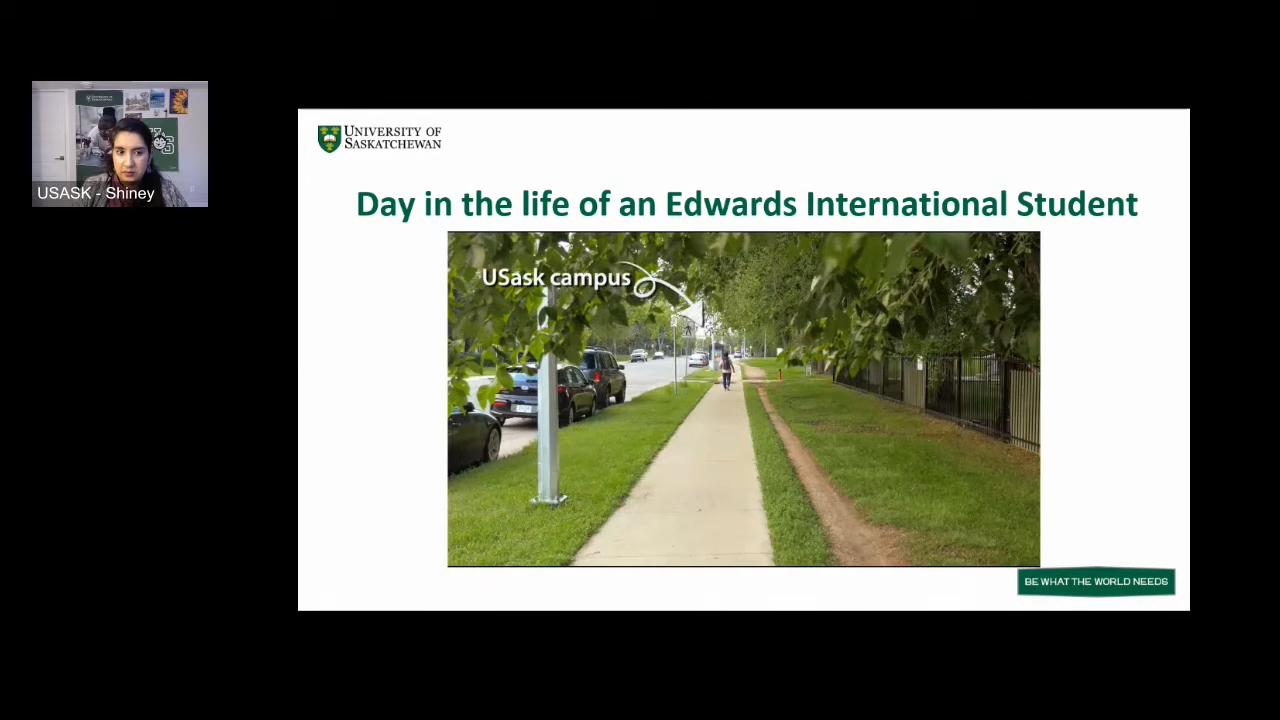 USASK - Shiney
UNIVERSITY OF
SASKATCHEWAN
Day in the life of an Edwards International Student
USask campus
BE WHAT THE WORLD NEEDS